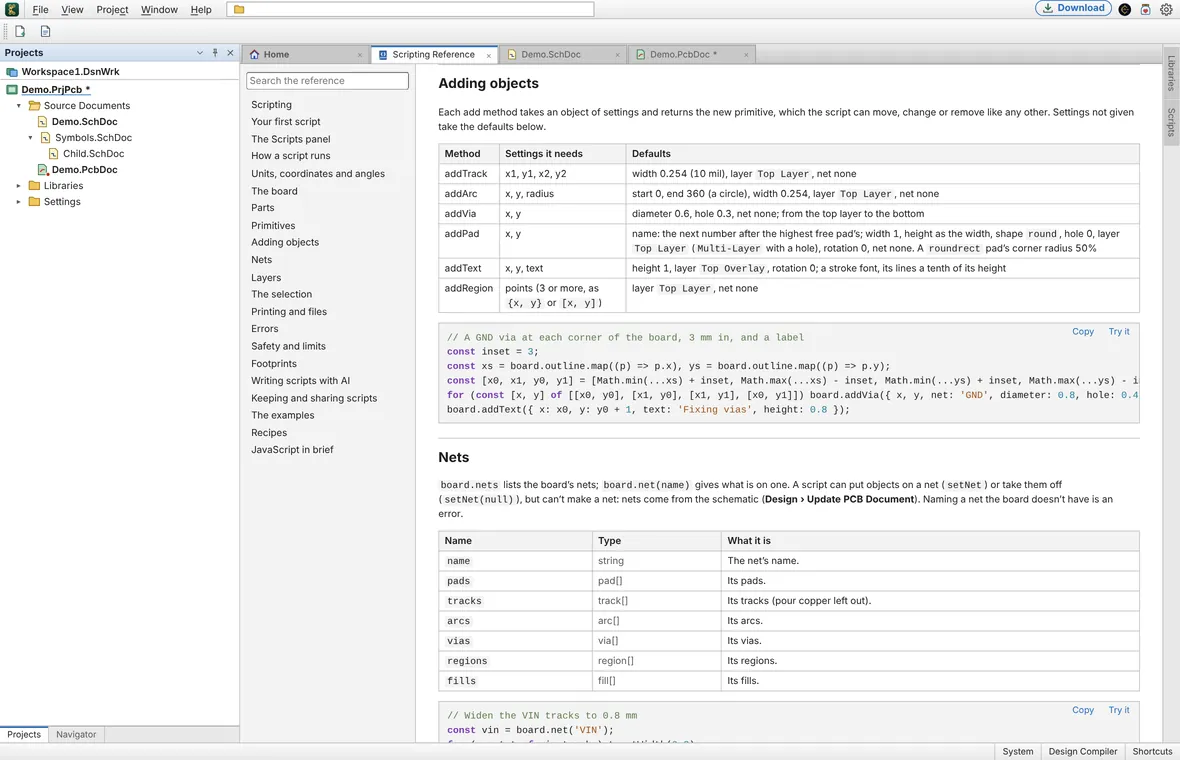 File View Project Window Help
Download
Projects
Workspace1.DsnWrk
Demo.PrjPcb *
Source Documents
Demo.SchDoc
Symbols.SchDoc
Child.SchDoc
Demo.PcbDoc
Libraries
Settings
Projects Navigator
Home
Scripting Reference
Demo.SchDoc
Demo.PcbDoc *
Search the reference
Scripting
Your first script
The Scripts panel
How a script runs
Units, coordinates and angles
The board
Parts
Primitives
Adding objects
Nets
Layers
The selection
Printing and files
Errors
Safety and limits
Footprints
Writing scripts with AI
Keeping and sharing scripts
The examples
Recipes
JavaScript in brief
Adding objects
Each add method takes an object of settings and returns the new primitive, which the script can move, change or remove like any other. Settings not given
take the defaults below.
Method Settings it needs Defaults
addTrack x1, y1, x2, y2 width 0.254 (10 mil), layer Top Layer, net none
addArc x, y, radius start 0, end 360 (a circle), width 0.254, layer Top Layer, net none
addVia x, y diameter 0.6, hole 0.3, net none; from the top layer to the bottom
addPad x, y name: the next number after the highest free pad's; width 1, height as the width, shape round, hole 0, layer
Top Layer (Multi-Layer with a hole), rotation 0, net none. A roundrect pad's corner radius 50%
addText x, y, text height 1, layer Top Overlay, rotation 0; a stroke font, its lines a tenth of its height
addRegion points (3 or more, as layer Top Layer, net none
{x, y} or [x, y])
Copy Try it
// A GND via at each corner of the board, 3 mm in, and a label
const inset = 3;
const xs = board.outline.map((p) => p.x), ys = board.outline.map((p) => p.y);
const [x0, x1, y0, y1] = [Math.min(...xs) + inset, Math.max(...xs) - inset, Math.min(...ys) + inset, Math.max(...ys) - i
for (const [x, y] of [[x0, y0], [x1, y0], [x1, y1], [x0, y1]]) board.addVia({ x, y, net: 'GND', diameter: 0.8, hole: 0.4
board.addText({ x: x0, y: y0 + 1, text: 'Fixing vias', height: 0.8 });
Nets
board.nets lists the board's nets; board.net(name) gives what is on one. A script can put objects on a net (setNet) or take them off
(setNet(null)), but can't make a net: nets come from the schematic (Design › Update PCB Document). Naming a net the board doesn't have is an
error.
Name Type What it is
name string The net's name.
pads pad[] Its pads.
tracks track[] Its tracks (pour copper left out).
arcs arc[] Its arcs.
vias via[] Its vias.
regions region[] Its regions.
fills fill[] Its fills.
Copy Try it
// Widen the VIN tracks to 0.8 mm
const vin = board.net('VIN');
Libraries
Scripts
System Design Compiler Shortcuts